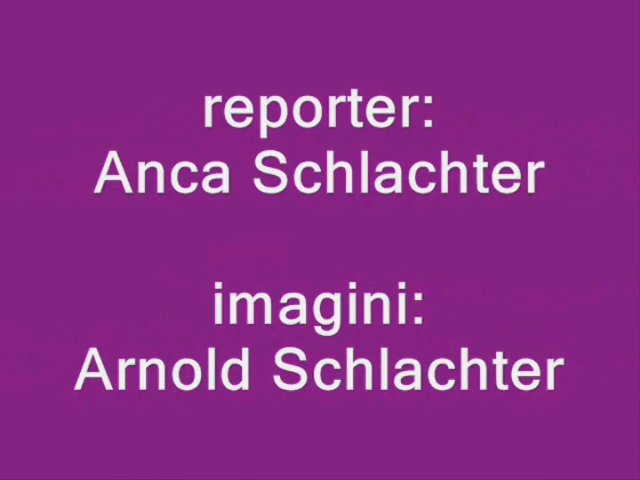 reporter:
Anca Schlachter
imagini:
Arnold Schlachter